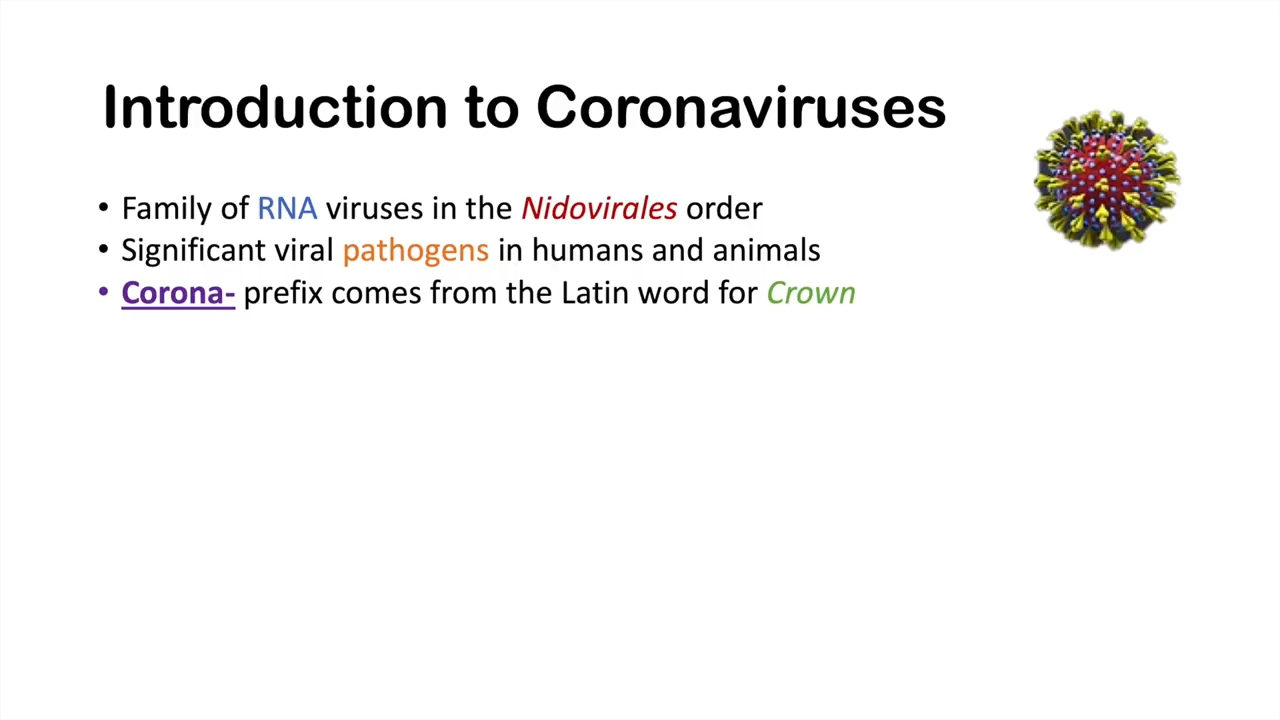 Introduction to Coronaviruses
• Family of RNA viruses in the Nidovirales order
• Significant viral pathogens in humans and animals
• Corona- prefix comes from the Latin word for Crown